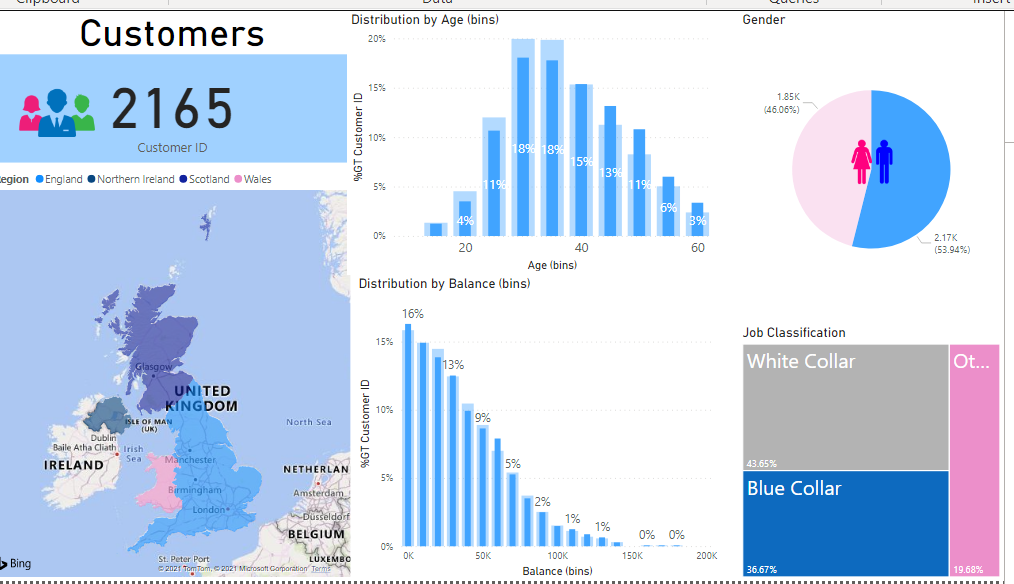 Clipboard
Data
Queries
Insert
Customers
2165
Customer ID
egion England Northern Ireland Scotland Wales
Glasgow
UNITED
KINGDOM
ISLE OF MAN
(UK)
North Sea
Dublin
Baile Atha Cliath
Irish
Sea
IRELAND
Manchester
Birmingham
London
NETHERLAN
Amsterdam
Düsseldorf
BELGIUM
LUXEMBO
St. Peter Port
Bing
© 2021 TomTom, © 2021 Microsoft Corporation Terms
Distribution by Age (bins)
%GT Customer ID
20%
15%
10%
5%
0%
4%
11%
18%
18%
15%
13%
11%
6%
3%
20
40
60
Age (bins)
Distribution by Balance (bins)
%GT Customer ID
15%
10%
5%
0%
16%
13%
9%
5%
2%
1%
1%
0%
0%
0K
50K
100K
150K
200K
Balance (bins)
Gender
1.85K
(46.06%)
2.17K
(53.94%)
Job Classification
White Collar
43.65%
Blue Collar
36.67%
Ot...
19.68%